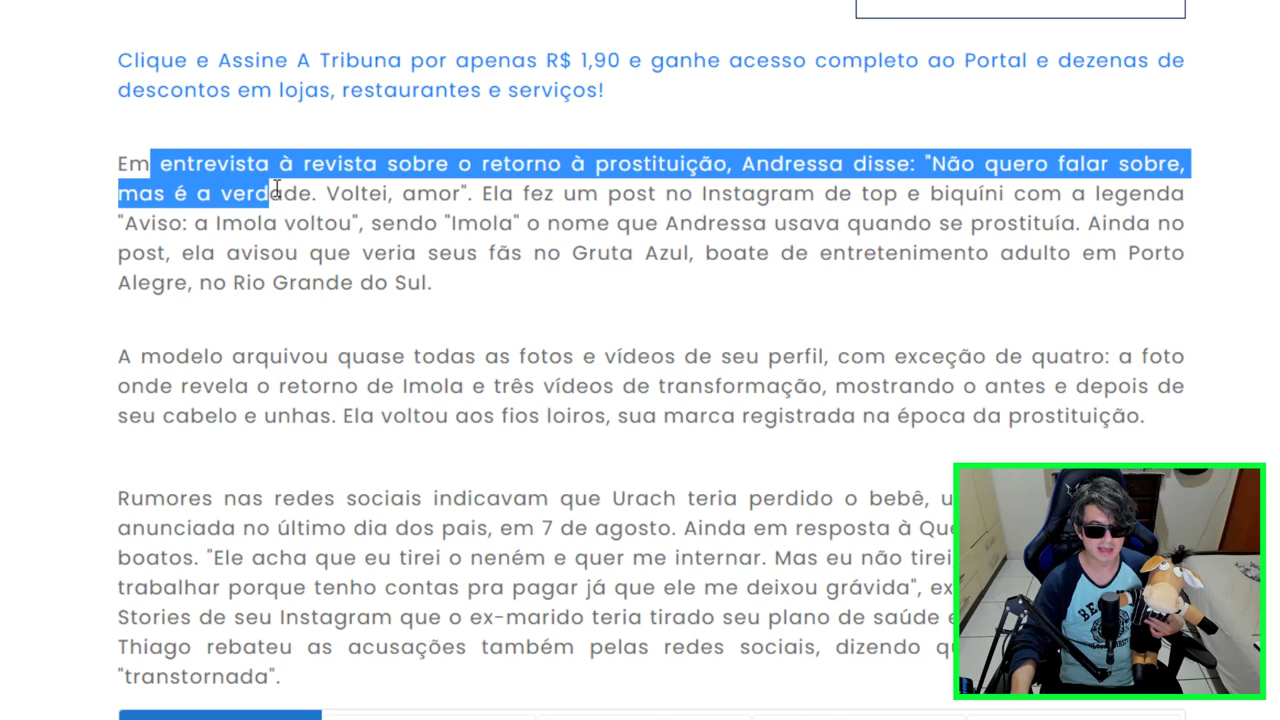 Clique e Assine A Tribuna por apenas R$ 1,90 e ganhe acesso completo ao Portal e dezenas de
descontos em lojas, restaurantes e serviços!
Em entrevista à revista sobre o retorno à prostituição, Andressa disse: "Não quero falar sobre,
mas é a verdade. Voltei, amor". Ela fez um post no Instagram de top e biquíni com a legenda
"Aviso: a Imola voltou", sendo "Imola" o nome que Andressa usava quando se prostituía. Ainda no
post, ela avisou que veria seus fãs no Gruta Azul, boate de entretenimento adulto em Porto
Alegre, no Rio Grande do Sul.
A modelo arquivou quase todas as fotos e vídeos de seu perfil, com exceção de quatro: a foto
onde revela o retorno de Imola e três vídeos de transformação, mostrando o antes e depois de
seu cabelo e unhas. Ela voltou aos fios loiros, sua marca registrada na época da prostituição.
Rumores nas redes sociais indicavam que Urach teria perdido o bebê,
anunciada no último dia dos pais, em 7 de agosto. Ainda em resposta à
boatos. "Ele acha que eu tirei o neném e quer me internar. Mas eu não tirei
trabalhar porque tenho contas pra pagar já que ele me deixou grávida",
Stories de seu Instagram que o ex-marido teria tirado seu plano de saúde
Thiago rebateu as acusações também pelas redes sociais, dizendo
"transtornada".